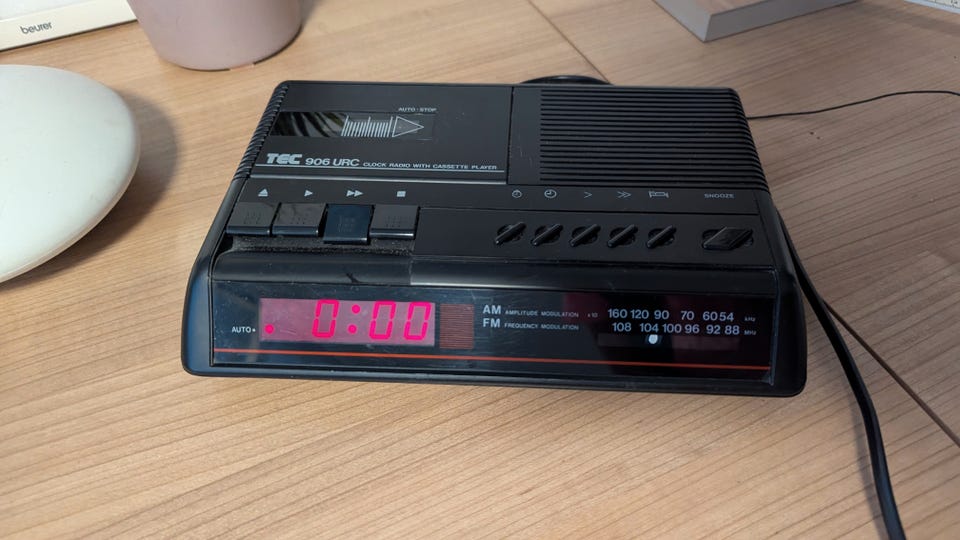 beurer
AUTO·STOP
TEC 906 URC CLOCK RADIO WITH CASSETTE PLAYER
SNOOZE
AUTO
0:00
AM AMPLITUDE MODULATION x10 160 120 90 70 60 54 kHz
FM FREQUENCY MODULATION 108 104 100 96 92 88 MHz